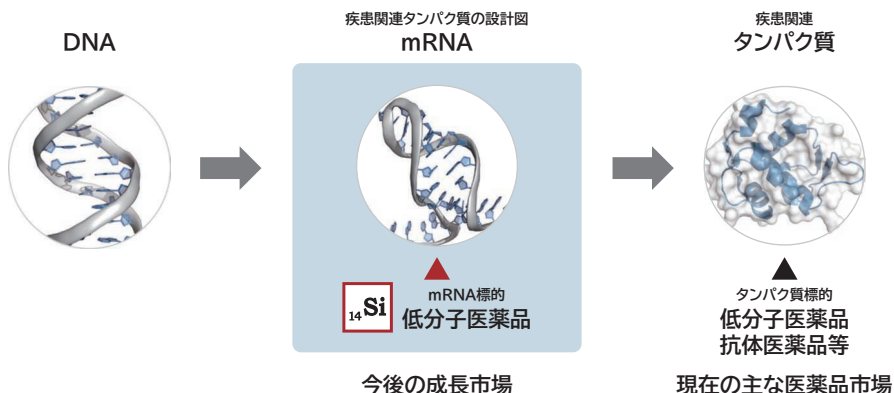 DNA
疾患関連タンパク質の設計図
mRNA
疾患関連
タンパク質
14Si
mRNA標的
低分子医薬品
タンパク質標的
低分子医薬品
抗体医薬品等
今後の成長市場
現在の主な医薬品市場